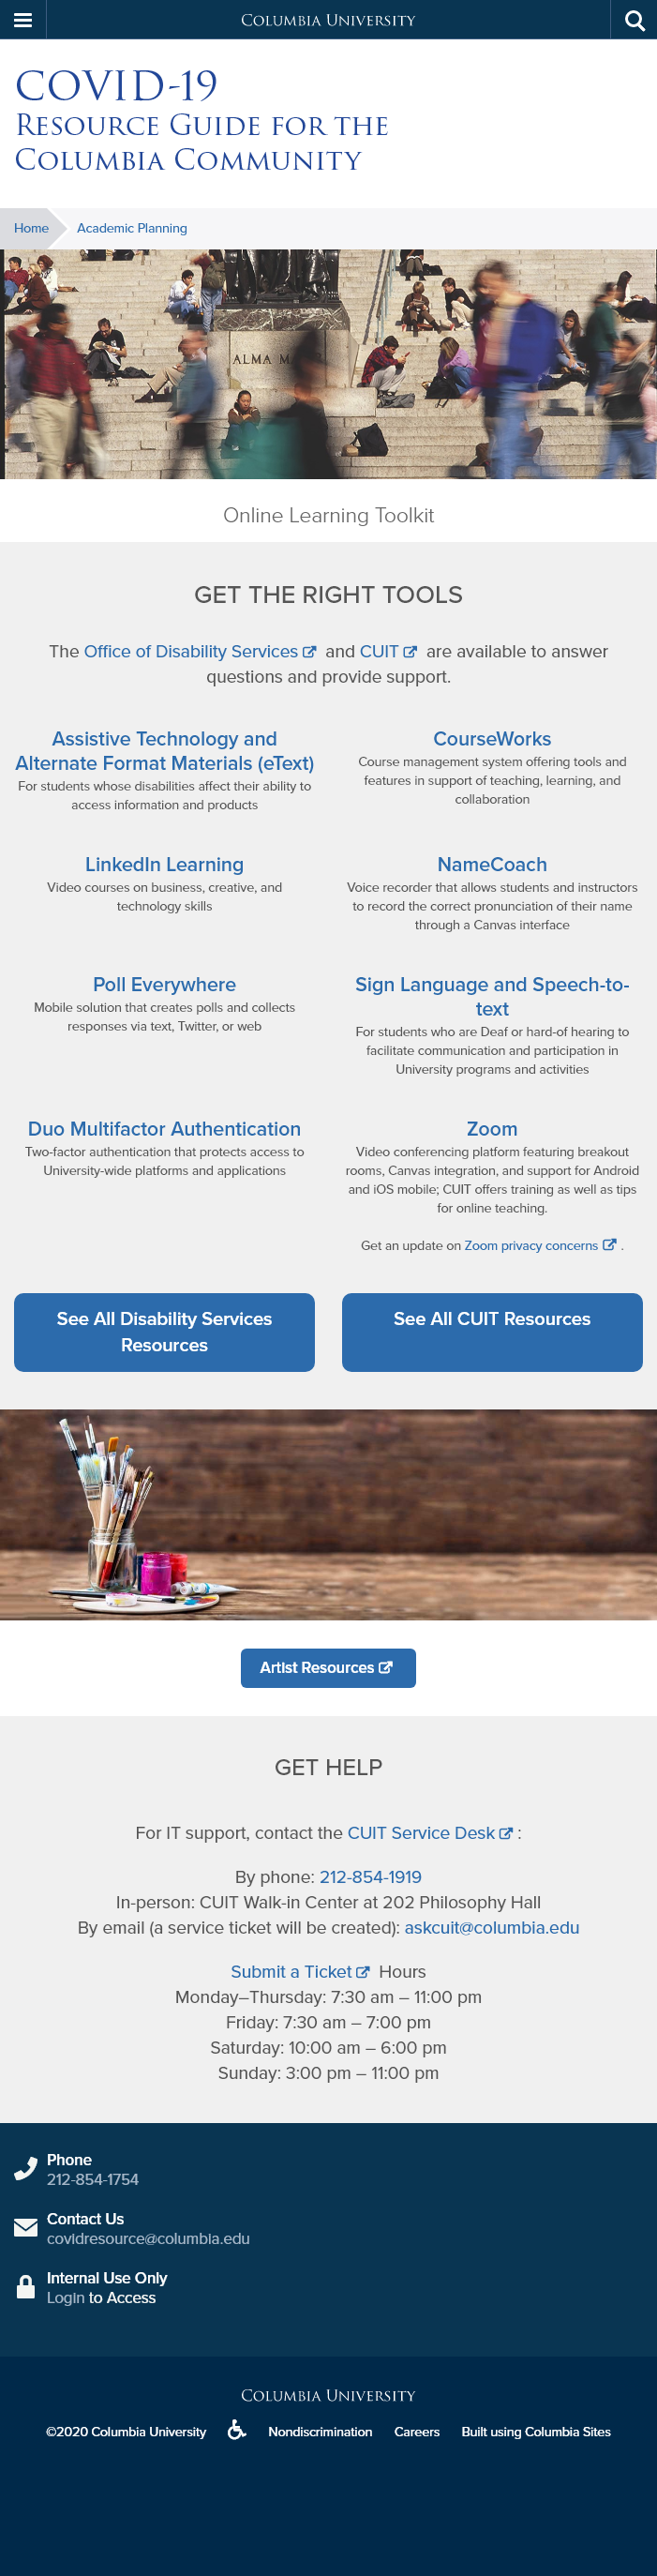 COLUMBIA UNIVERSITY
COVID-19
RESOURCE GUIDE FOR THE
COLUMBIA COMMUNITY
Home
Academic Planning
ALMA M
Online Learning Toolkit
GET THE RIGHT TOOLS
The Office of Disability Services and CUIT are available to answer
questions and provide support.
Assistive Technology and
Alternate Format Materials (eText)
For students whose disabilities affect their ability to
access information and products
CourseWorks
Course management system offering tools and
features in support of teaching, learning, and
collaboration
LinkedIn Learning
Video courses on business, creative, and
technology skills
NameCoach
Voice recorder that allows students and instructors
to record the correct pronunciation of their name
through a Canvas interface
Poll Everywhere
Mobile solution that creates polls and collects
responses via text, Twitter, or web
Sign Language and Speech-to-
text
For students who are Deaf or hard-of hearing to
facilitate communication and participation in
University programs and activities
Duo Multifactor Authentication
Two-factor authentication that protects access to
University-wide platforms and applications
Zoom
Video conferencing platform featuring breakout
rooms, Canvas integration, and support for Android
and iOS mobile; CUIT offers training as well as tips
for online teaching.
Get an update on Zoom privacy concerns .
See All Disability Services
Resources
See All CUIT Resources
Artist Resources
GET HELP
For IT support, contact the CUIT Service Desk :
By phone: 212-854-1919
In-person: CUIT Walk-in Center at 202 Philosophy Hall
By email (a service ticket will be created): askcuit@columbia.edu
Submit a Ticket Hours
Monday–Thursday: 7:30 am – 11:00 pm
Friday: 7:30 am – 7:00 pm
Saturday: 10:00 am – 6:00 pm
Sunday: 3:00 pm – 11:00 pm
Phone
212-854-1754
Contact Us
covidresource@columbia.edu
Internal Use Only
Login to Access
COLUMBIA UNIVERSITY
©2020 Columbia University Nondiscrimination Careers Built using Columbia Sites